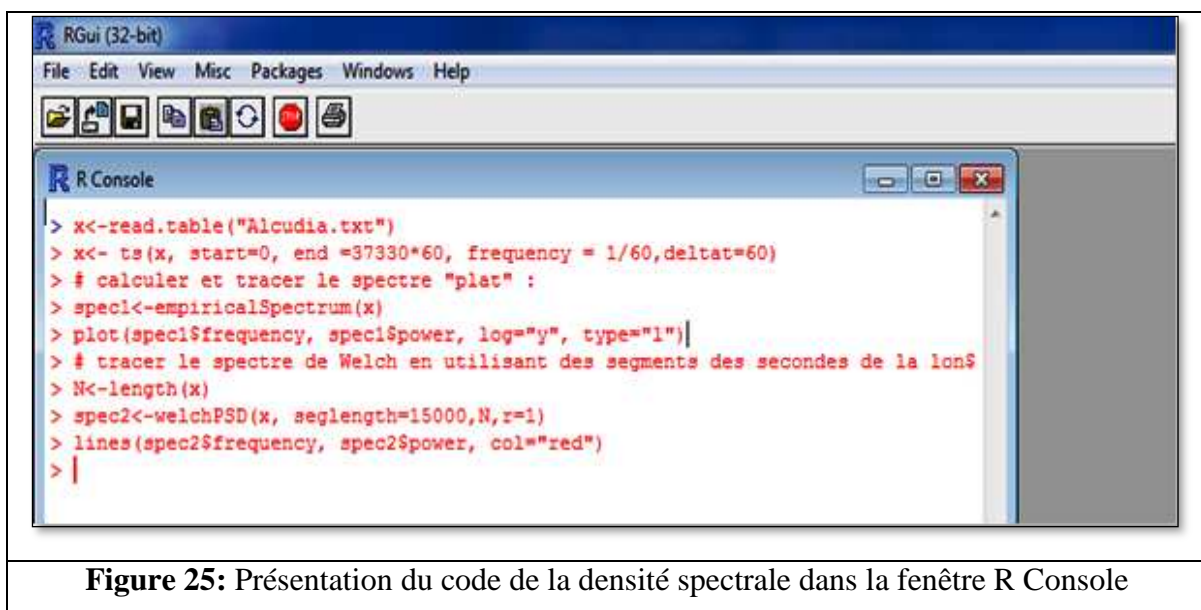 RGui (32-bit)
File Edit View Misc Packages Windows Help
R Console
> x<-read.table("Alcudia.txt")
> x<- ts(x, start=0, end =37330*60, frequency = 1/60,deltat=60)
> # calculer et tracer le spectre "plat" :
> spec1<-empiricalSpectrum(x)
> plot(spec1$frequency, spec1$power, log="y", type="l")
> # tracer le spectre de Welch en utilisant des segments des secondes de la lon$
> N<-length(x)
> spec2<-welchPSD(x, seglength=15000,N,r=1)
> lines(spec2$frequency, spec2$power, col="red")
>
Figure 25: Présentation du code de la densité spectrale dans la fenêtre R Console